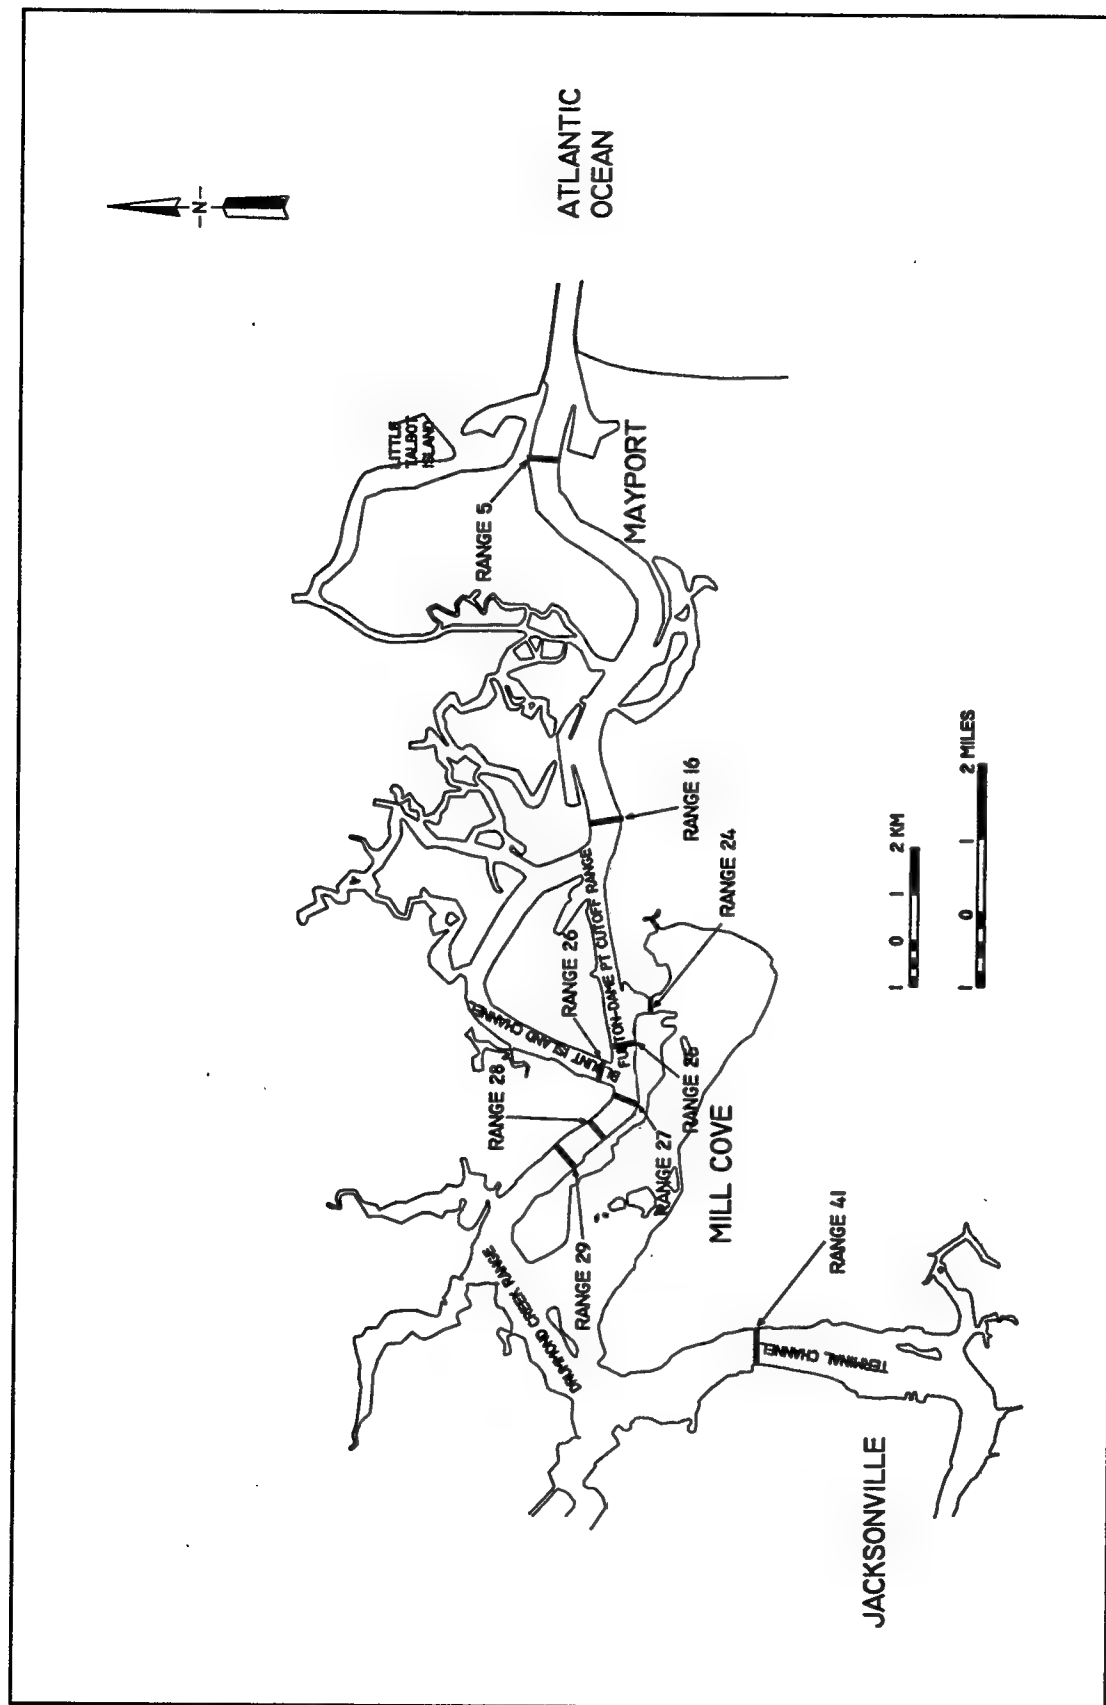 -N-
LITTLE
TALBOT
ISLAND
RANGE 5
ATLANTIC
OCEAN
BLOUNT ISLAND CHANNEL
RANGE 28
RANGE 26
FULTON-DAME PT CUTOFF RANGE
DRUMMOND CREEK RANGE
RANGE 29
MAYPORT
RANGE 27
RANGE 25
RANGE 16
RANGE 24
MILL COVE
RANGE 41
TERMINAL CHANNEL
JACKSONVILLE
1 0 1 2 KM
1 0 1 2 MILES